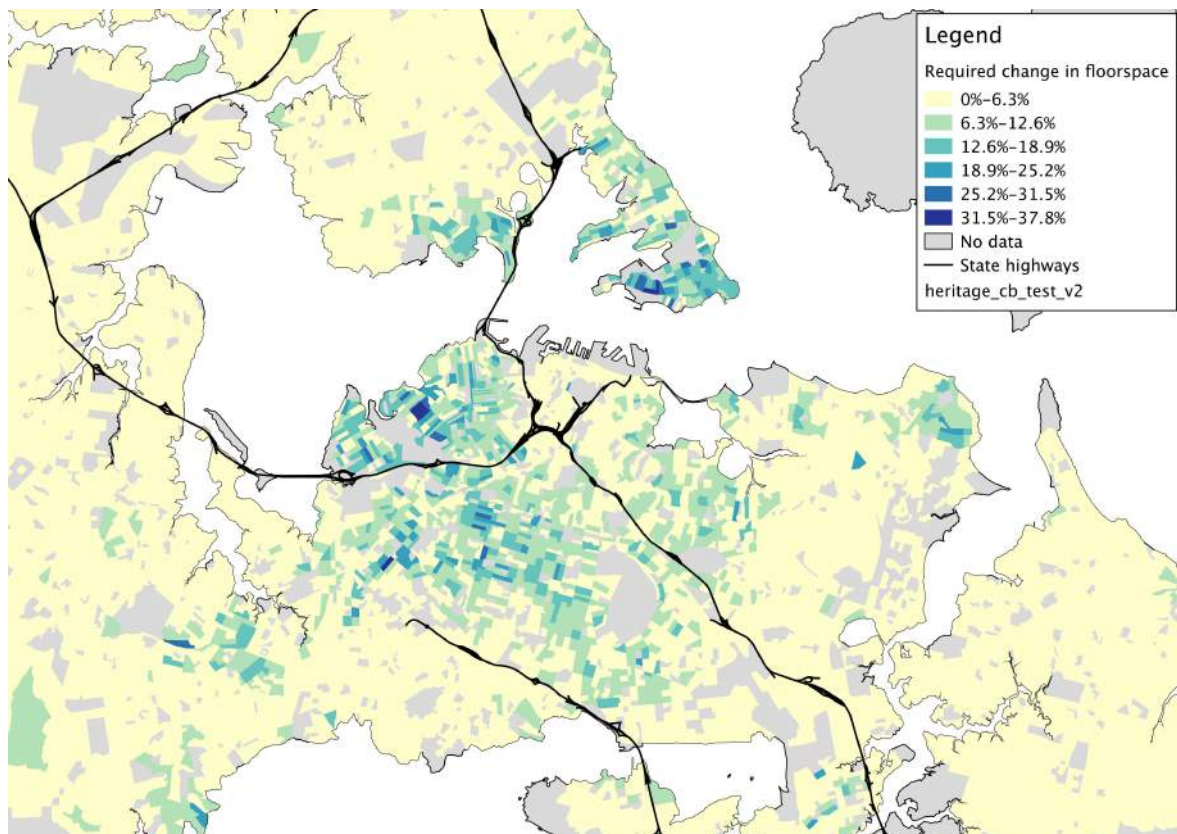 Legend
Required change in floorspace
0%-6.3%
6.3%-12.6%
12.6%-18.9%
18.9%-25.2%
25.2%-31.5%
31.5%-37.8%
No data
State highways
heritage_cb_test_v2